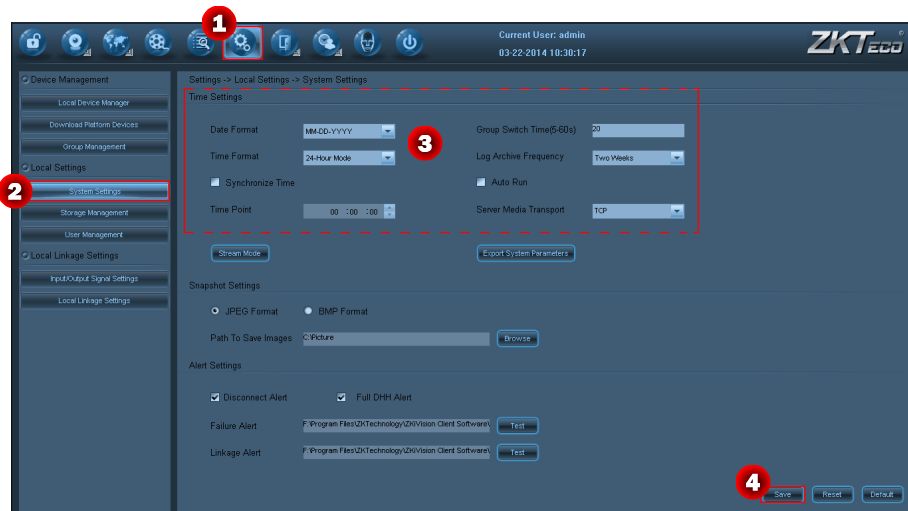 1
Current User: admin
03-22-2014 10:30:17
ZKTECO
Device Management
Local Device Manager
Download Platform Devices
Group Management
Local Settings
2
System Settings
Storage Management
User Management
Local Linkage Settings
Input/Output Signal Settings
Local Linkage Settings
Settings -> Local Settings -> System Settings
Time Settings
Date Format MM-DD-YYYY 3 Group Switch Time(5-60s) 20
Time Format 24-Hour Mode Log Archive Frequency Two Weeks
Synchronize Time Auto Run
Time Point 00 :00 :00 Server Media Transport TCP
Stream Mode Export System Parameters
Snapshot Settings
JPEG Format BMP Format
Path To Save Images C:\Picture Browse
Alert Settings
Disconnect Alert Full DHH Alert
Failure Alert F:\Program Files\ZKTechnology\ZKiVision Client Software\ Test
Linkage Alert F:\Program Files\ZKTechnology\ZKiVision Client Software\ Test
4
Save Reset Default